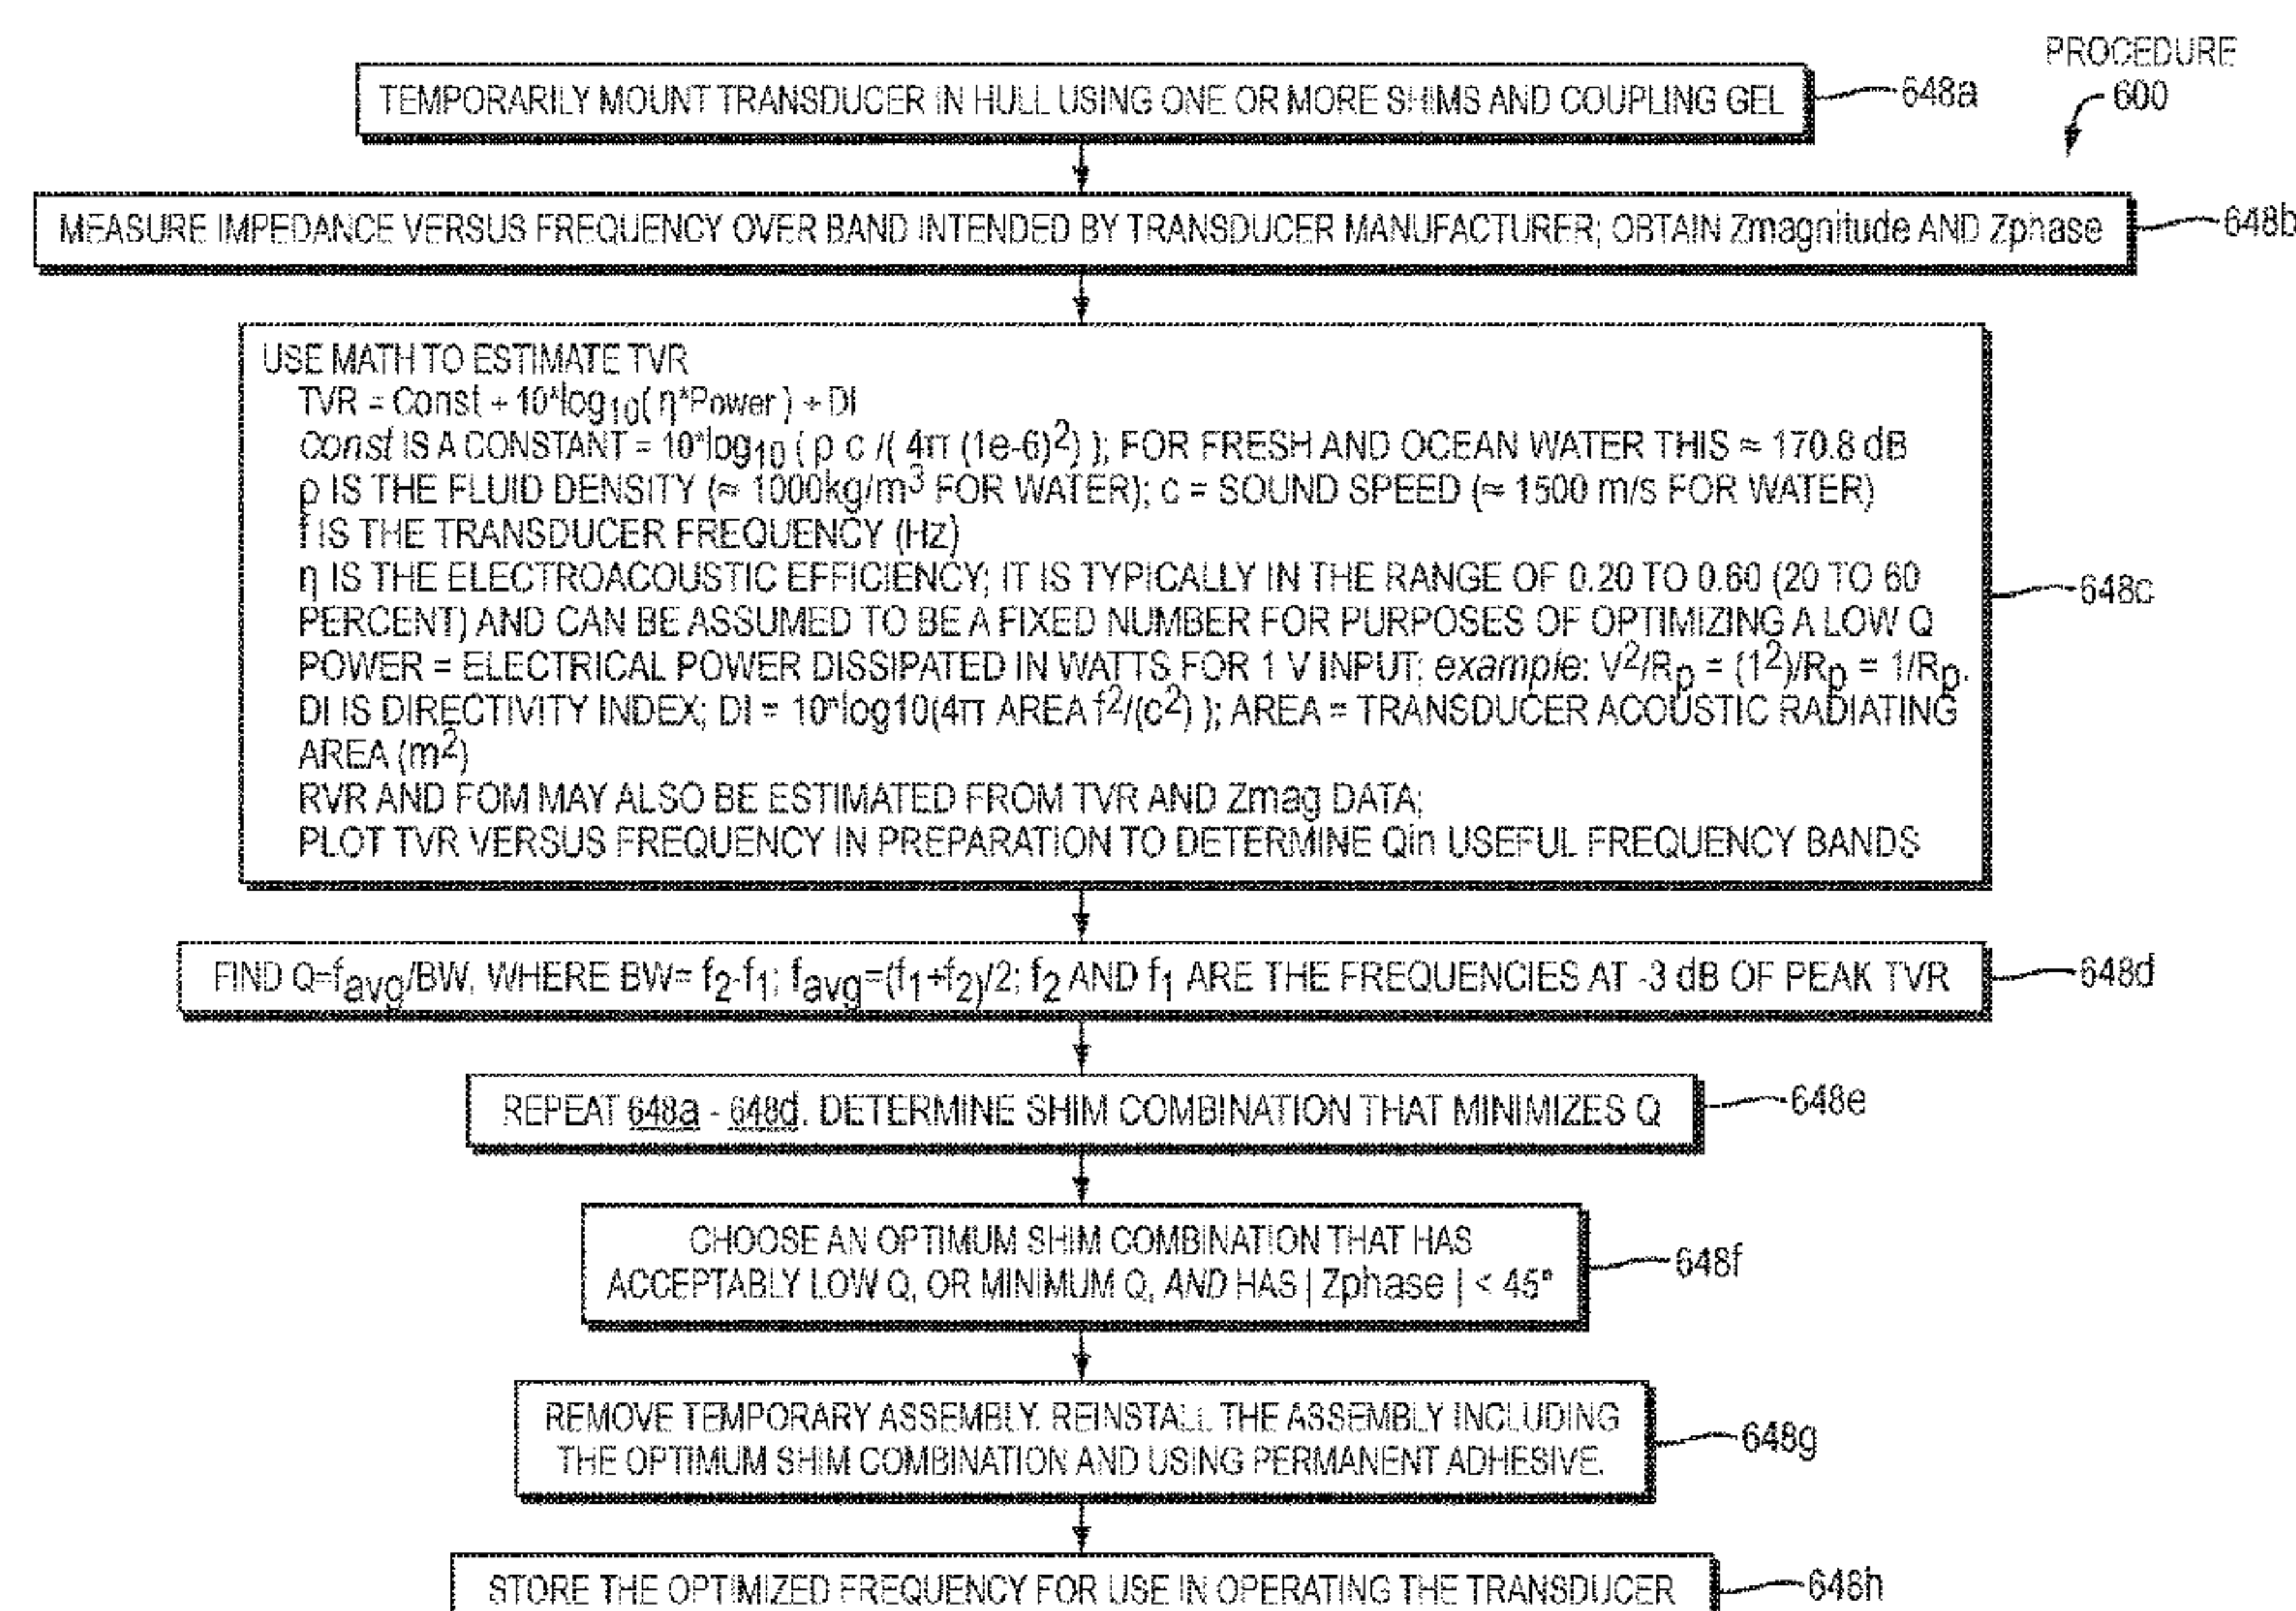 PROCEDURE
600
TEMPORARILY MOUNT TRANSDUCER IN HULL USING ONE OR MORE SHIMS AND COUPLING GEL
648a
MEASURE IMPEDANCE VERSUS FREQUENCY OVER BAND INTENDED BY TRANSDUCER MANUFACTURER; OBTAIN Zmagnitude AND Zphase
648b
USE MATH TO ESTIMATE TVR
TVR = Const + 10*log₁₀( η*Power ) + DI
const IS A CONSTANT = 10*log₁₀ ( ρ c /( 4π (1e-6)²) ); FOR FRESH AND OCEAN WATER THIS ≈ 170.8 dB
ρ IS THE FLUID DENSITY (≈ 1000kg/m³ FOR WATER); c = SOUND SPEED (≈ 1500 m/s FOR WATER)
f IS THE TRANSDUCER FREQUENCY (Hz)
η IS THE ELECTROACOUSTIC EFFICIENCY; IT IS TYPICALLY IN THE RANGE OF 0.20 TO 0.60 (20 TO 60
PERCENT) AND CAN BE ASSUMED TO BE A FIXED NUMBER FOR PURPOSES OF OPTIMIZING A LOW Q
POWER = ELECTRICAL POWER DISSIPATED IN WATTS FOR 1 V INPUT; example: V²/Rp = (1²)/Rp = 1/Rp.
DI IS DIRECTIVITY INDEX; DI = 10*log10(4π AREA f²/(c²) ); AREA = TRANSDUCER ACOUSTIC RADIATING
AREA (m²)
RVR AND FOM MAY ALSO BE ESTIMATED FROM TVR AND Zmag DATA;
PLOT TVR VERSUS FREQUENCY IN PREPARATION TO DETERMINE Qin USEFUL FREQUENCY BANDS
648c
FIND Q=favg/BW, WHERE BW= f₂-f₁; favg=(f₁+f₂)/2; f₂ AND f₁ ARE THE FREQUENCIES AT -3 dB OF PEAK TVR
648d
REPEAT 648a - 648d. DETERMINE SHIM COMBINATION THAT MINIMIZES Q
648e
CHOOSE AN OPTIMUM SHIM COMBINATION THAT HAS
ACCEPTABLY LOW Q, OR MINIMUM Q, AND HAS | Zphase | < 45°
648f
REMOVE TEMPORARY ASSEMBLY. REINSTALL THE ASSEMBLY INCLUDING
THE OPTIMUM SHIM COMBINATION AND USING PERMANENT ADHESIVE.
648g
STORE THE OPTIMIZED FREQUENCY FOR USE IN OPERATING THE TRANSDUCER
648h